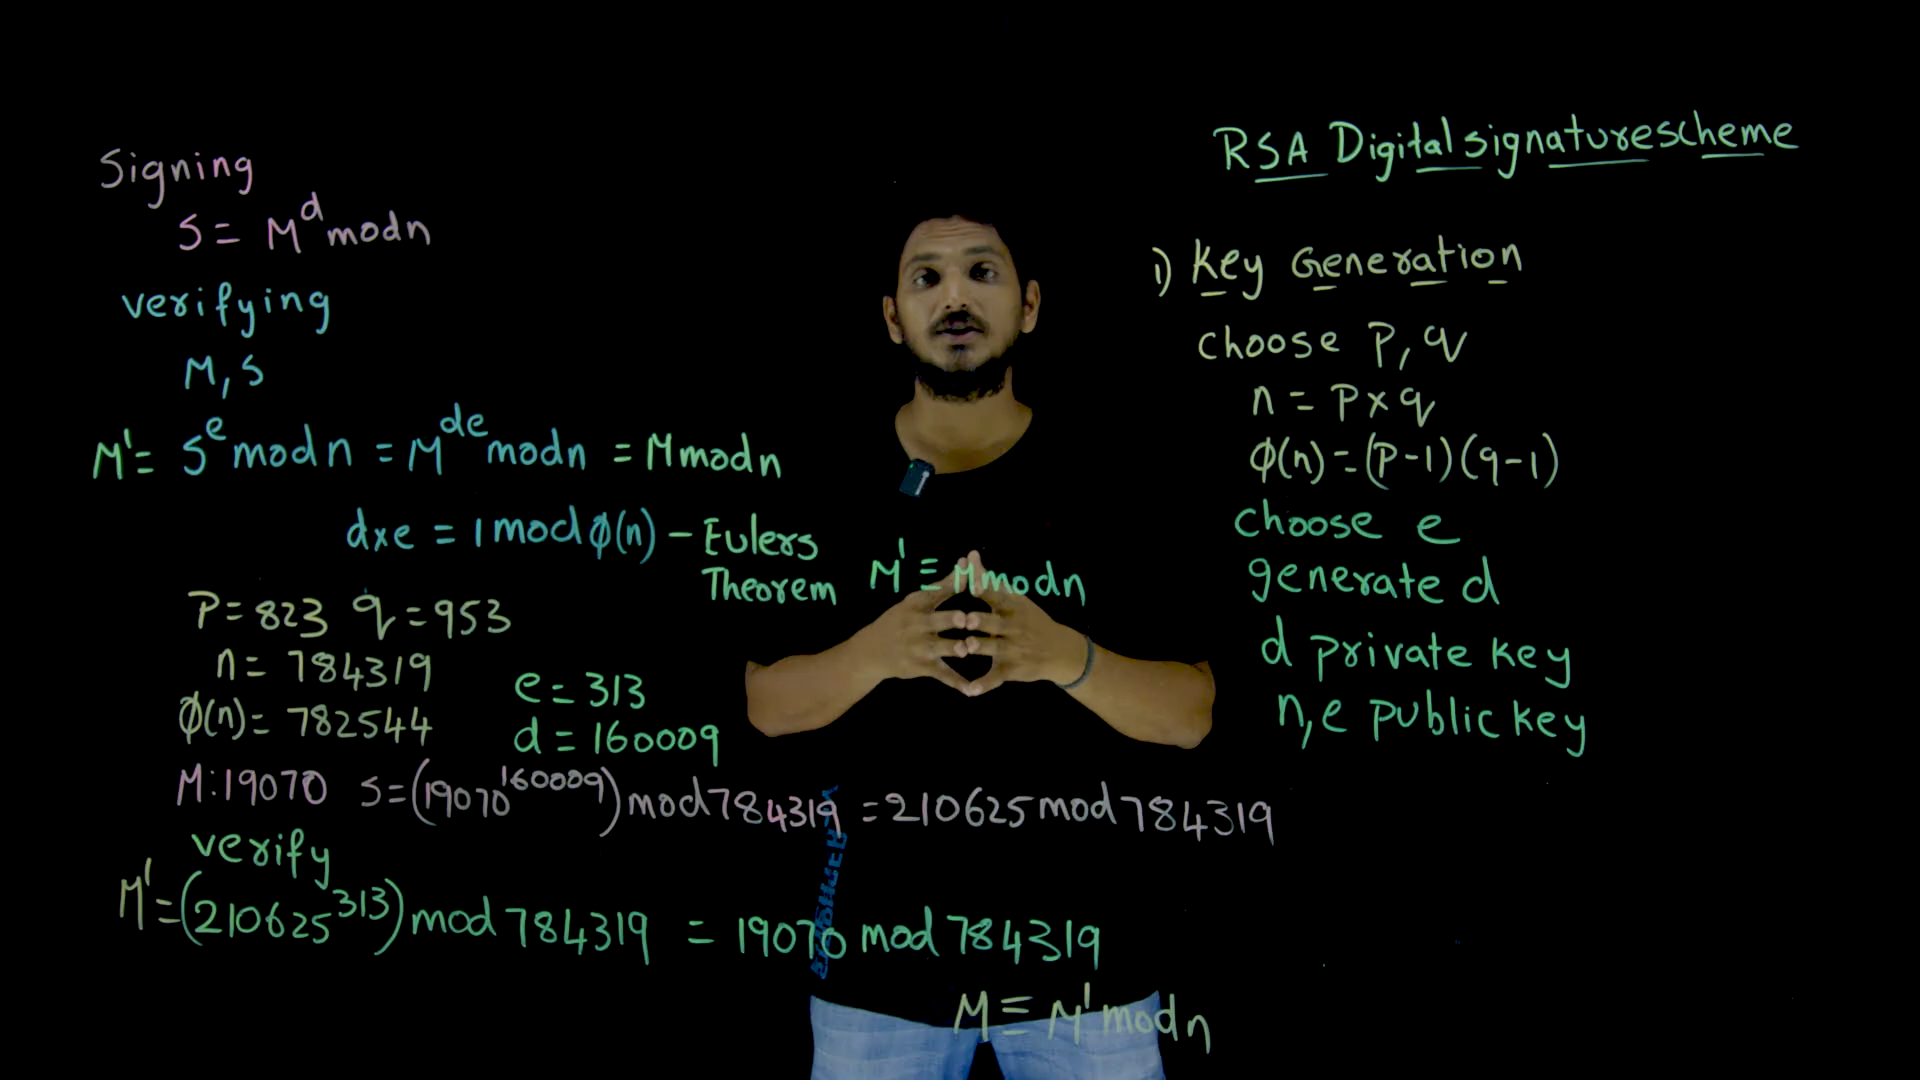 RSA Digital signature scheme
1) Key Generation
choose P, q
n = P x q
ϕ(n) = (P-1) (q-1)
choose e
generate d
d private key
n,e public key
Signing
S = M^d mod n
verifying
M, S
M' = S^e mod n = M^de mod n = M mod n
d x e = 1 mod ϕ(n) - Eulers Theorem
M' ≡ M mod n
P = 823 q = 953
n = 784319
ϕ(n) = 782544
e = 313
d = 160009
M : 19070 S = (19070^160009) mod 784319 = 210625 mod 784319
verify
M' = (210625^313) mod 784319 = 19070 mod 784319
M ≡ M' mod n